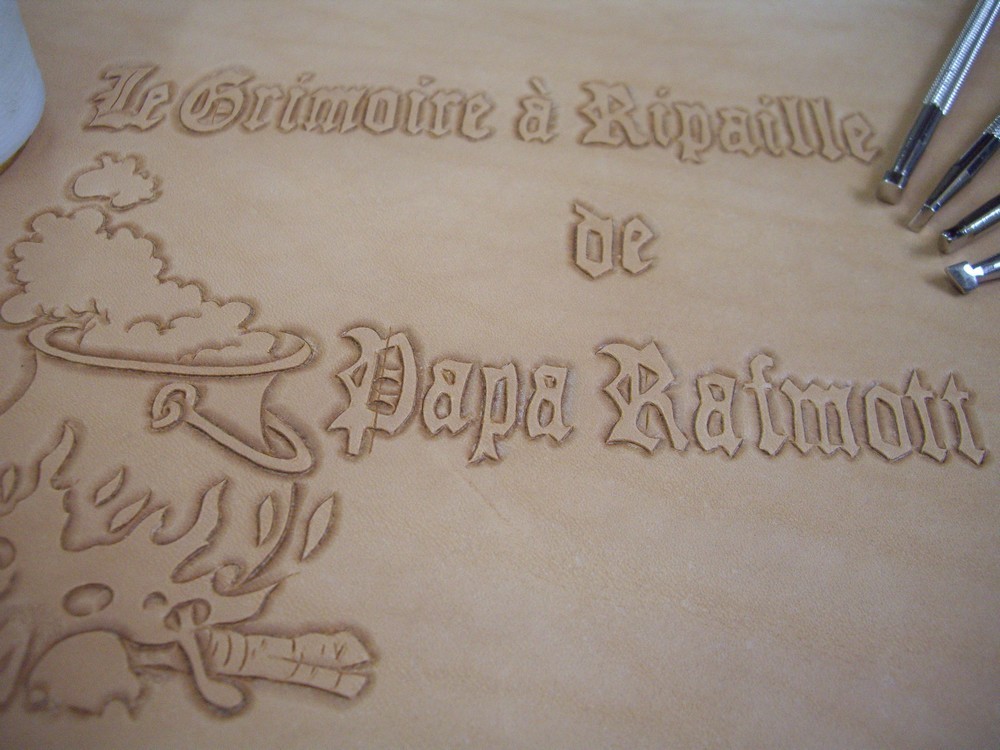 Le Grimoire à Ripaille
de
Papa Rafmott